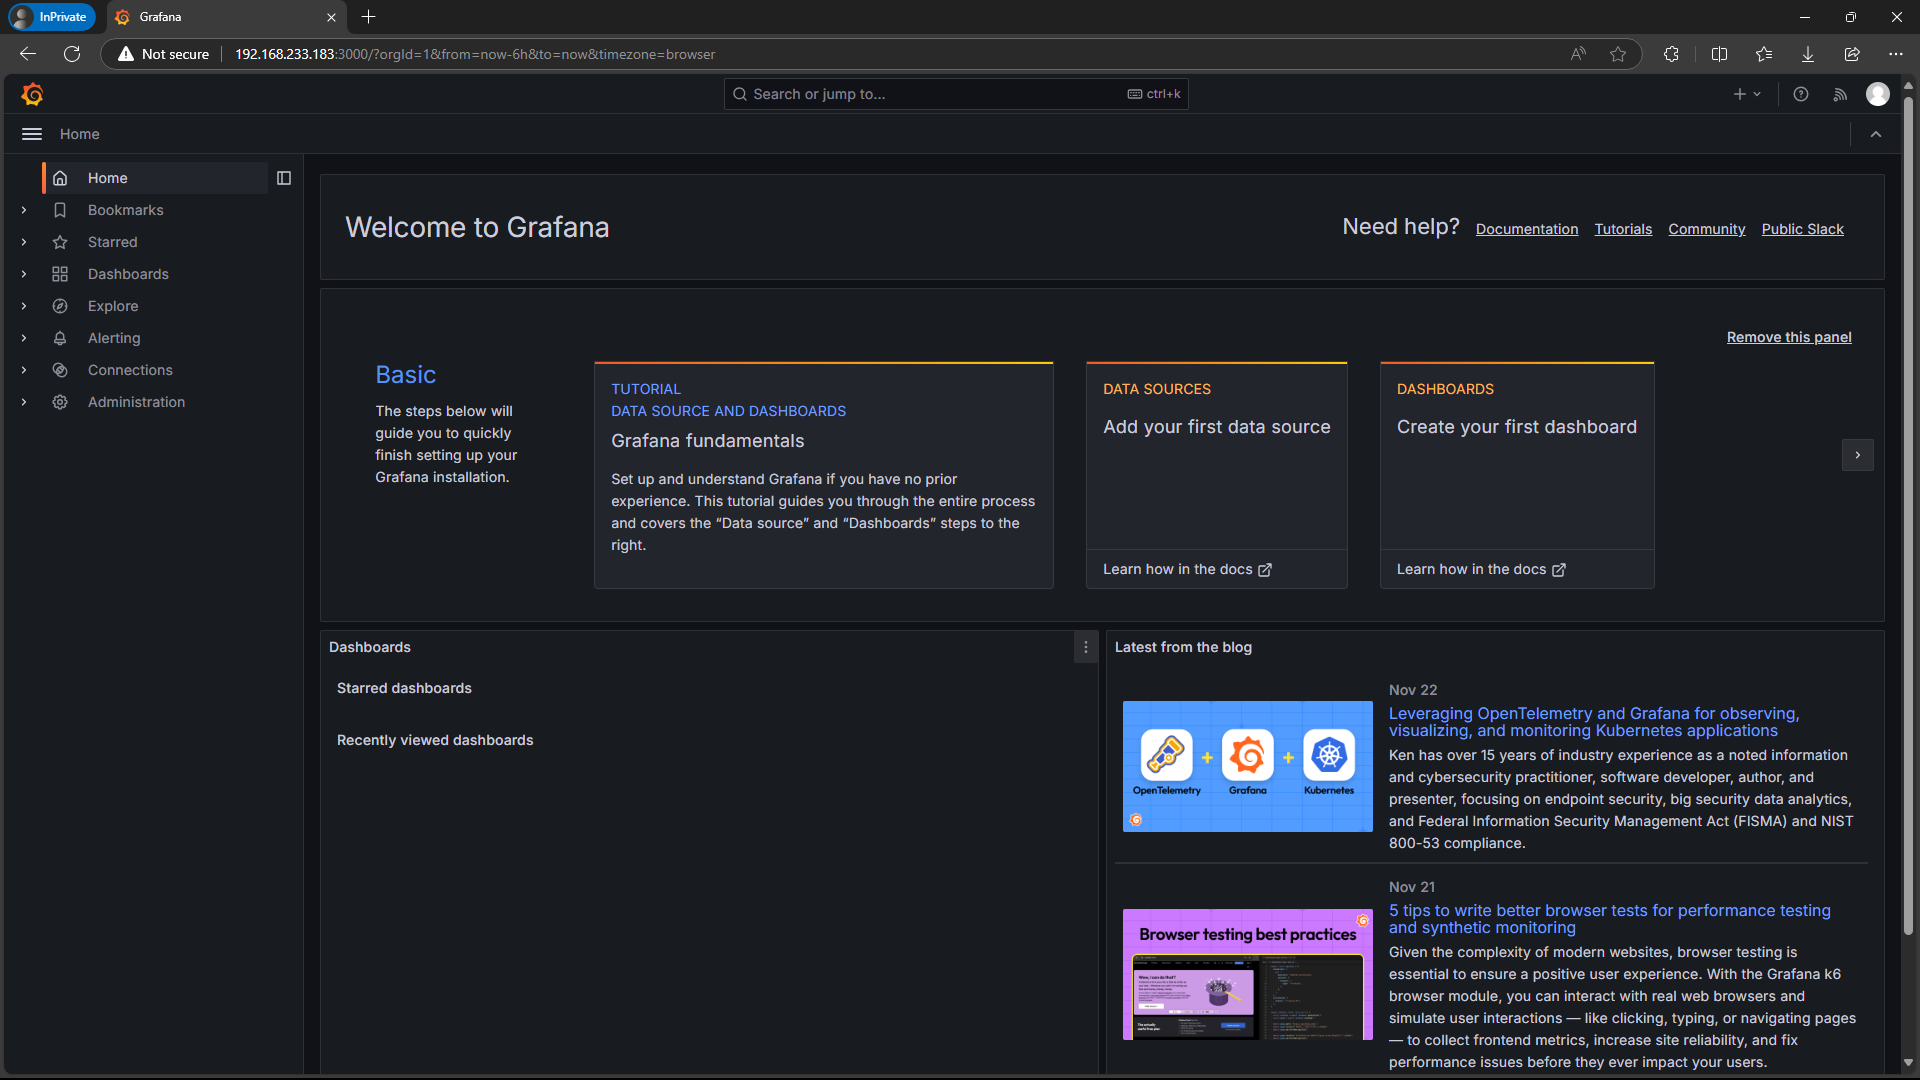 InPrivate
Grafana
Not secure
192.168.233.183:3000/?orgId=1&from=now-6h&to=now&timezone=browser
Search or jump to...
ctrl+k
Home
Home
Bookmarks
Starred
Dashboards
Explore
Alerting
Connections
Administration
Welcome to Grafana
Need help?
Documentation
Tutorials
Community
Public Slack
Remove this panel
Basic
The steps below will
guide you to quickly
finish setting up your
Grafana installation.
TUTORIAL
DATA SOURCE AND DASHBOARDS
Grafana fundamentals
Set up and understand Grafana if you have no prior
experience. This tutorial guides you through the entire process
and covers the “Data source” and “Dashboards” steps to the
right.
DATA SOURCES
Add your first data source
Learn how in the docs
DASHBOARDS
Create your first dashboard
Learn how in the docs
Dashboards
Starred dashboards
Recently viewed dashboards
Latest from the blog
OpenTelemetry
Grafana
Kubernetes
Nov 22
Leveraging OpenTelemetry and Grafana for observing,
visualizing, and monitoring Kubernetes applications
Ken has over 15 years of industry experience as a noted information
and cybersecurity practitioner, software developer, author, and
presenter, focusing on endpoint security, big security data analytics,
and Federal Information Security Management Act (FISMA) and NIST
800-53 compliance.
Browser testing best practices
Nov 21
5 tips to write better browser tests for performance testing
and synthetic monitoring
Given the complexity of modern websites, browser testing is
essential to ensure a positive user experience. With the Grafana k6
browser module, you can interact with real web browsers and
simulate user interactions — like clicking, typing, or navigating pages
— to collect frontend metrics, increase site reliability, and fix
performance issues before they ever impact your users.